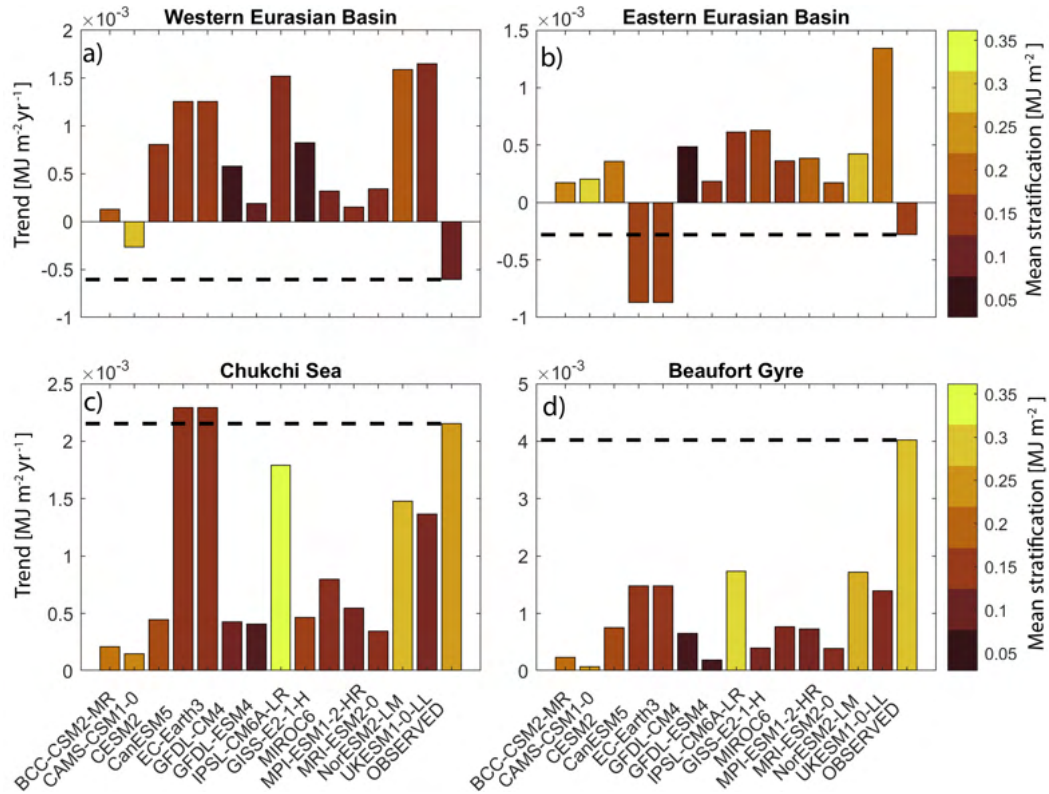 Western Eurasian Basin
Eastern Eurasian Basin
×10⁻³
×10⁻³
a)
b)
Trend [MJ m⁻² yr⁻¹]
2
1.5
1
0.5
0
-0.5
-1
1.5
1
0.5
0
-0.5
-1
0.35
0.3
0.25
0.2
0.15
0.1
0.05
Mean stratification [MJ m⁻²]
Chukchi Sea
Beaufort Gyre
×10⁻³
×10⁻³
c)
d)
Trend [MJ m⁻² yr⁻¹]
2.5
2
1.5
1
0.5
0
5
4
3
2
1
0
0.35
0.3
0.25
0.2
0.15
0.1
0.05
Mean stratification [MJ m⁻²]
BCC-CSM2-MR
CAMS-CSM1-0
CESM2
CanESM5
EC-Earth3
GFDL-CM4
GFDL-ESM4
IPSL-CM6A-LR
GISS-E2-1-H
MIROC6
MPI-ESM1-2-HR
MRI-ESM2-0
NorESM2-LM
UKESM1-0-LL
OBSERVED
BCC-CSM2-MR
CAMS-CSM1-0
CESM2
CanESM5
EC-Earth3
GFDL-CM4
GFDL-ESM4
IPSL-CM6A-LR
GISS-E2-1-H
MIROC6
MPI-ESM1-2-HR
MRI-ESM2-0
NorESM2-LM
UKESM1-0-LL
OBSERVED